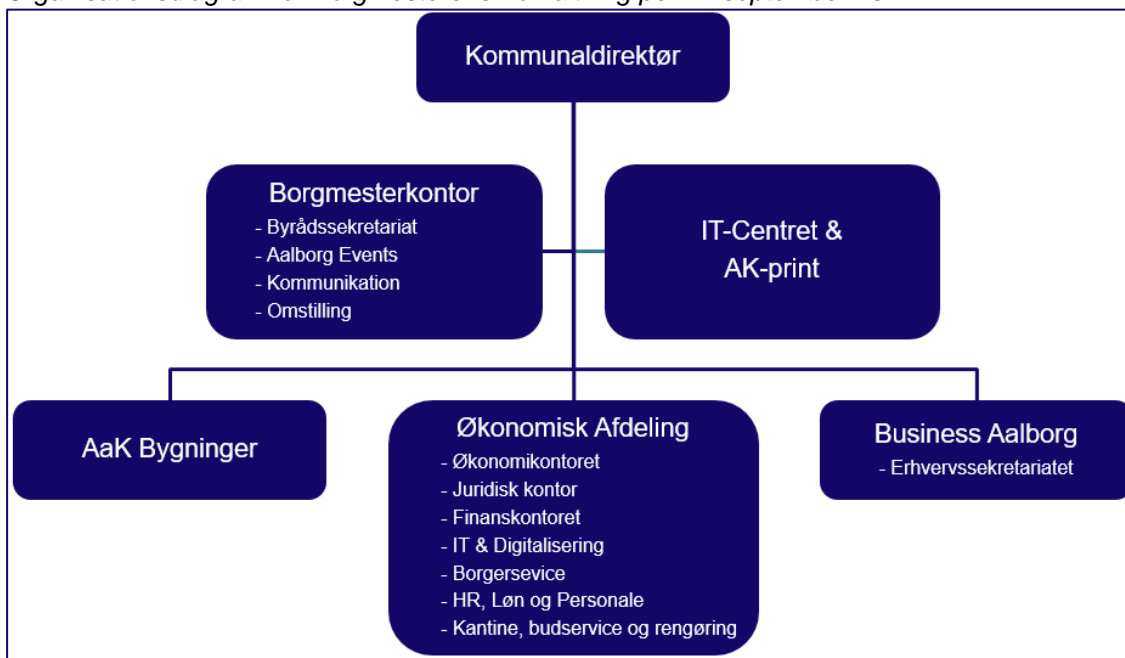 Kommunaldirektør
Borgmesterkontor
- Byrådssekretariat
- Aalborg Events
- Kommunikation
- Omstilling
IT-Centret &
AK-print
AaK Bygninger
Økonomisk Afdeling
- Økonomikontoret
- Juridisk kontor
- Finanskontoret
- IT & Digitalisering
- Borgersevice
- HR, Løn og Personale
- Kantine, budservice og rengøring
Business Aalborg
- Erhvervssekretariatet